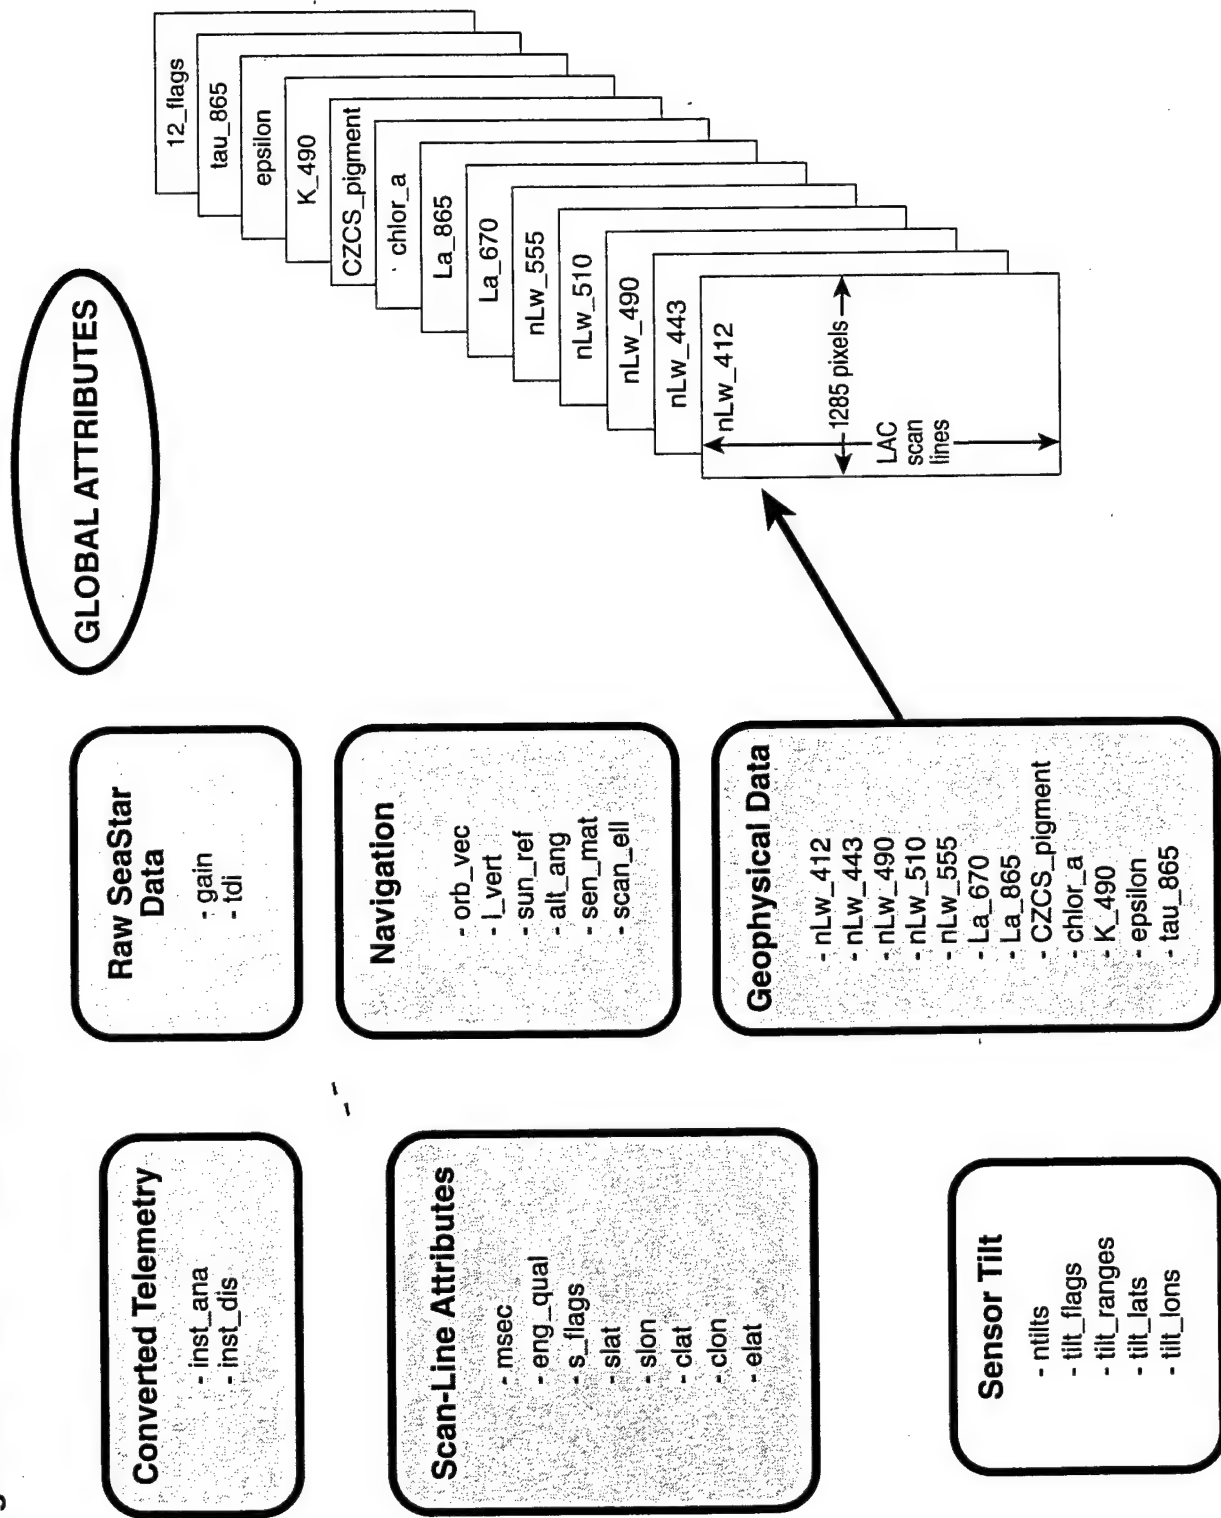 GLOBAL ATTRIBUTES
Converted Telemetry
- inst_ana
- inst_dis
Raw SeaStar
Data
- gain
- tdi
Scan-Line Attributes
- msec
- eng_qual
- s_flags
- slat
- slon
- clat
- clon
- elat
Navigation
- orb_vec
- l_vert
- sun_ref
- alt_ang
- sen_mat
- scan_ell
Sensor Tilt
- ntilts
- tilt_flags
- tilt_ranges
- tilt_lats
- tilt_lons
Geophysical Data
- nLw_412
- nLw_443
- nLw_490
- nLw_510
- nLw_555
- La_670
- La_865
- CZCS_pigment
- chlor_a
- K_490
- epsilon
- tau_865
12_flags
tau_865
epsilon
K_490
CZCS_pigment
chlor_a
La_865
La_670
nLw_555
nLw_510
nLw_490
nLw_443
nLw_412
1285 pixels
LAC
scan
lines